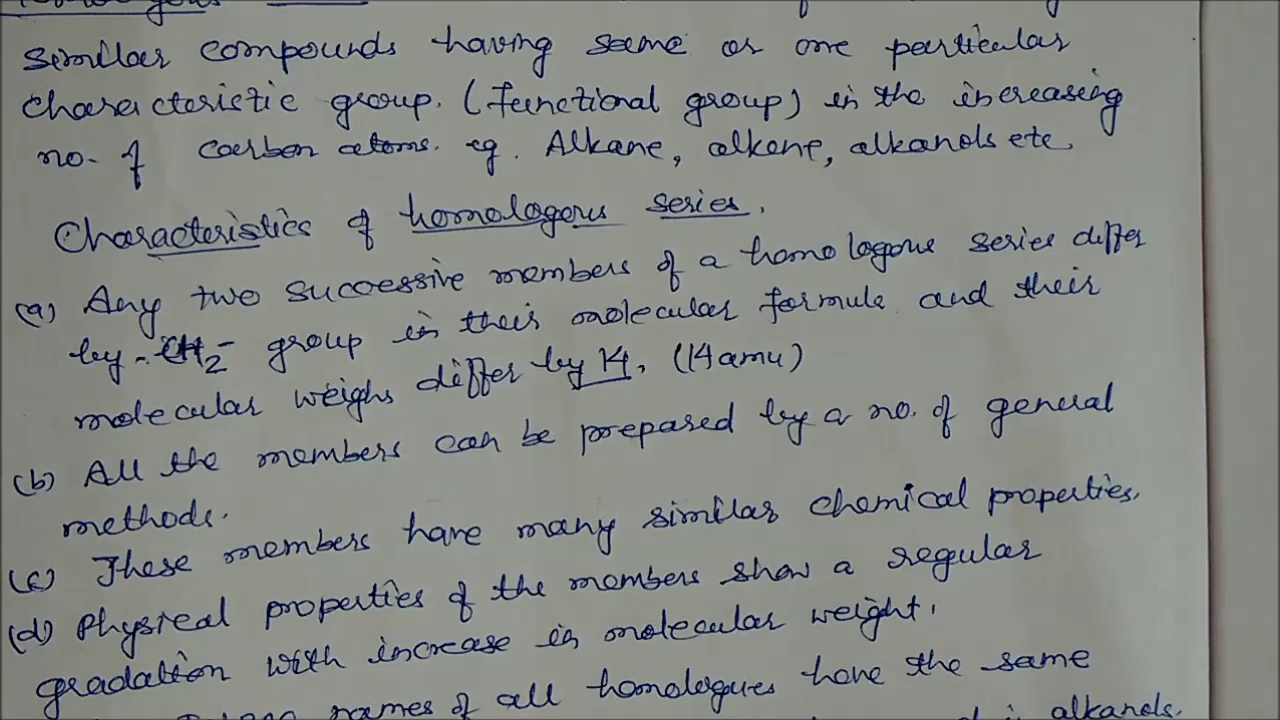 similar compounds having same or one particular
characteristic group. (functional group) in the increasing
no. of carbon atoms. eg. Alkane, alkene, alkanols etc.
Characteristics of homologous series.
(a) Any two successive members of a homologous series differ
by -CH2- group in their molecular formula and their
molecular weighs differ by 14. (14amu)
(b) All the members can be prepared by a no. of general
methods.
(c) These members have many similar chemical properties.
(d) Physical properties of the members show a regular
gradation with increase in molecular weight.
names of all homologues have the same
alkanols.